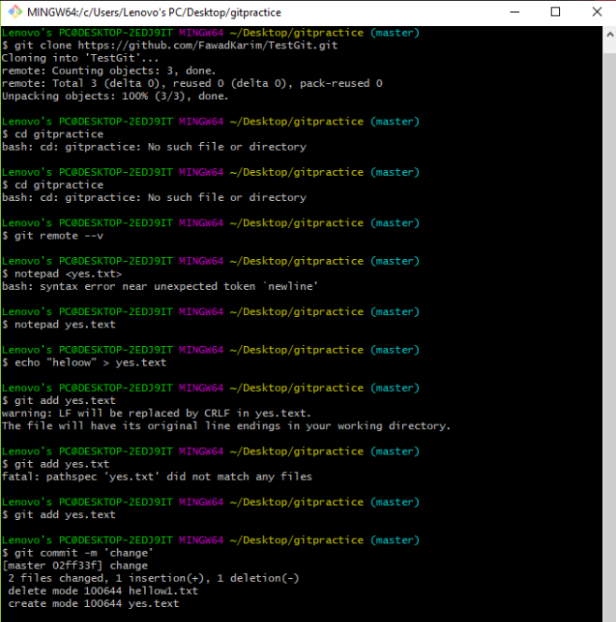 MINGW64:/c/Users/Lenovo's PC/Desktop/gitpractice
Lenovo's PC@DESKTOP-2EDJ9IT MINGW64 ~/Desktop/gitpractice (master)
$ git clone https://github.com/FawadKarim/TestGit.git
Cloning into 'TestGit'...
remote: Counting objects: 3, done.
remote: Total 3 (delta 0), reused 0 (delta 0), pack-reused 0
Unpacking objects: 100% (3/3), done.
Lenovo's PC@DESKTOP-2EDJ9IT MINGW64 ~/Desktop/gitpractice (master)
$ cd gitpractice
bash: cd: gitpractice: No such file or directory
Lenovo's PC@DESKTOP-2EDJ9IT MINGW64 ~/Desktop/gitpractice (master)
$ cd gitpractice
bash: cd: gitpractice: No such file or directory
Lenovo's PC@DESKTOP-2EDJ9IT MINGW64 ~/Desktop/gitpractice (master)
$ git remote --v
Lenovo's PC@DESKTOP-2EDJ9IT MINGW64 ~/Desktop/gitpractice (master)
$ notepad <yes.txt>
bash: syntax error near unexpected token `newline'
Lenovo's PC@DESKTOP-2EDJ9IT MINGW64 ~/Desktop/gitpractice (master)
$ notepad yes.text
Lenovo's PC@DESKTOP-2EDJ9IT MINGW64 ~/Desktop/gitpractice (master)
$ echo "heloow" > yes.text
Lenovo's PC@DESKTOP-2EDJ9IT MINGW64 ~/Desktop/gitpractice (master)
$ git add yes.text
warning: LF will be replaced by CRLF in yes.text.
The file will have its original line endings in your working directory.
Lenovo's PC@DESKTOP-2EDJ9IT MINGW64 ~/Desktop/gitpractice (master)
$ git add yes.txt
fatal: pathspec 'yes.txt' did not match any files
Lenovo's PC@DESKTOP-2EDJ9IT MINGW64 ~/Desktop/gitpractice (master)
$ git add yes.text
Lenovo's PC@DESKTOP-2EDJ9IT MINGW64 ~/Desktop/gitpractice (master)
$ git commit -m 'change'
[master 02ff33f] change
2 files changed, 1 insertion(+), 1 deletion(-)
delete mode 100644 hellow1.txt
create mode 100644 yes.text